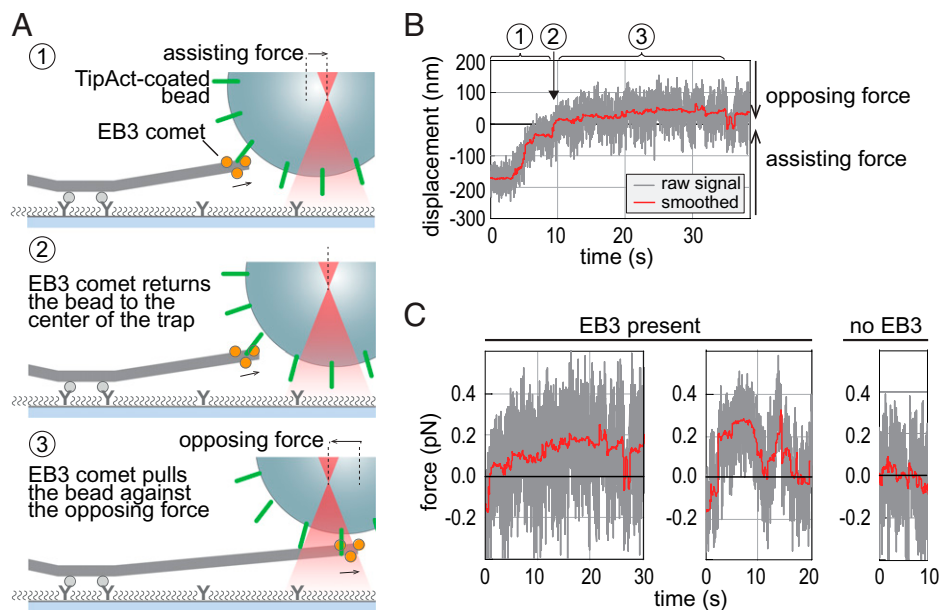 A
1
assisting force
TipAct-coated
bead
EB3 comet
2
EB3 comet returns
the bead to the
center of the trap
3
opposing force
EB3 comet pulls
the bead against
the opposing force
B
1 2 3
displacement (nm)
200
100
0
-100
-200
-300
opposing force
assisting force
raw signal
smoothed
0 10 20 30
time (s)
C
EB3 present
no EB3
force (pN)
0.4
0.2
0.0
-0.2
0 10 20 30
time (s)
0.4
0.2
0.0
-0.2
0 10 20
time (s)
0.4
0.2
0.0
-0.2
0 10
time (s)